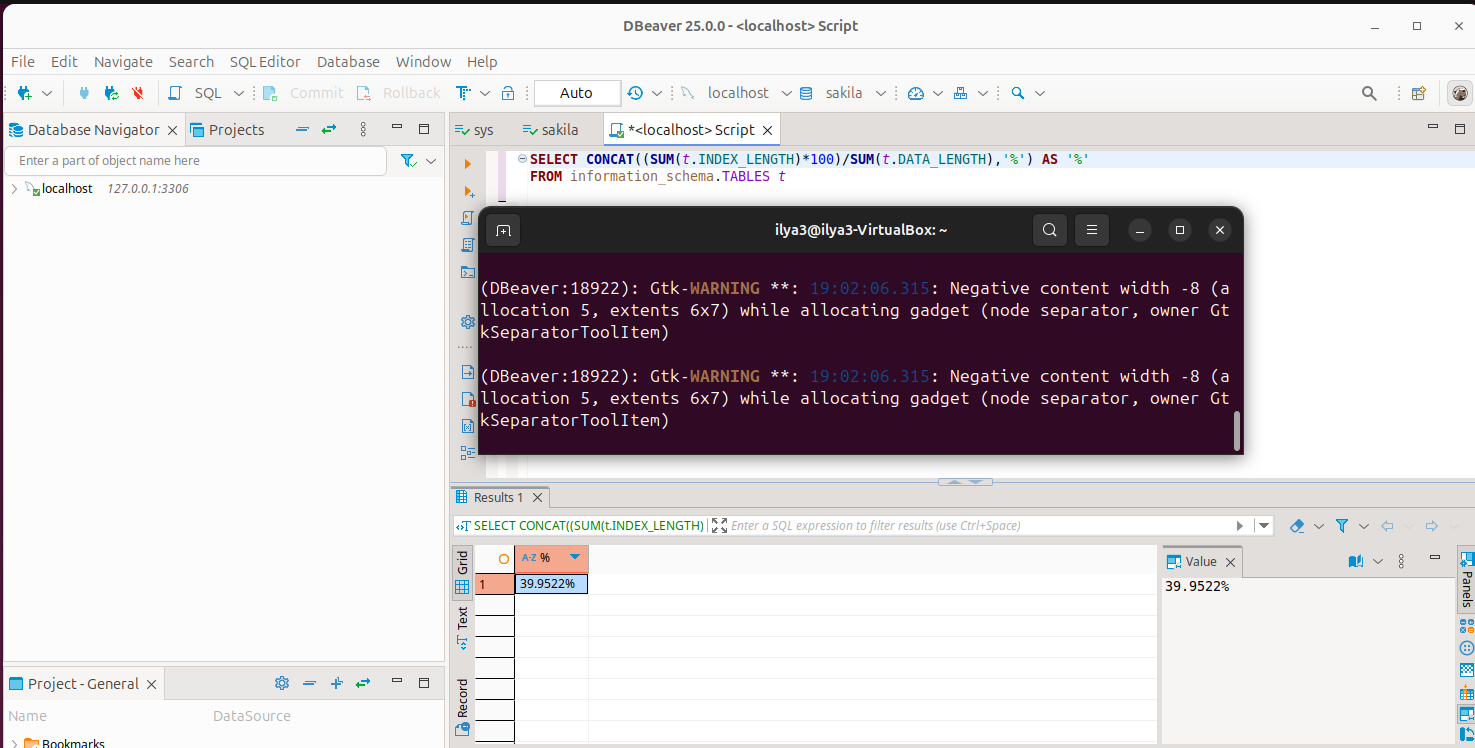 DBeaver 25.0.0 - <localhost> Script
File Edit Navigate Search SQL Editor Database Window Help
SQL Commit Rollback Auto localhost sakila
Database Navigator Projects
Enter a part of object name here
localhost 127.0.0.1:3306
sys sakila *<localhost> Script
SELECT CONCAT((SUM(t.INDEX_LENGTH)*100)/SUM(t.DATA_LENGTH),'%') AS '%'
FROM information_schema.TABLES t
ilya3@ilya3-VirtualBox: ~
(DBeaver:18922): Gtk-WARNING **: 19:02:06.315: Negative content width -8 (a
llocation 5, extents 6x7) while allocating gadget (node separator, owner Gt
kSeparatorToolItem)
(DBeaver:18922): Gtk-WARNING **: 19:02:06.315: Negative content width -8 (a
llocation 5, extents 6x7) while allocating gadget (node separator, owner Gt
kSeparatorToolItem)
Results 1
SELECT CONCAT((SUM(t.INDEX_LENGTH) Enter a SQL expression to filter results (use Ctrl+Space)
Grid
Text
Record
A-Z %
1 39.9522%
Value
39.9522%
Panels
Project - General
Name DataSource
Bookmarks